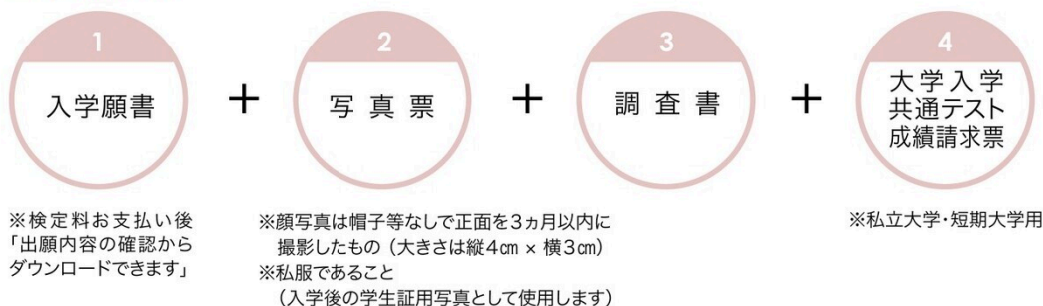 1
入学願書
+
2
写真票
+
3
調査書
+
4
大学入学
共通テスト
成績請求票
※検定料お支払い後
「出願内容の確認から
ダウンロードできます」
※顔写真は帽子等なしで正面を3ヵ月以内に
撮影したもの（大きさは縦4㎝ × 横3㎝）
※私服であること
（入学後の学生証用写真として使用します）
※私立大学・短期大学用